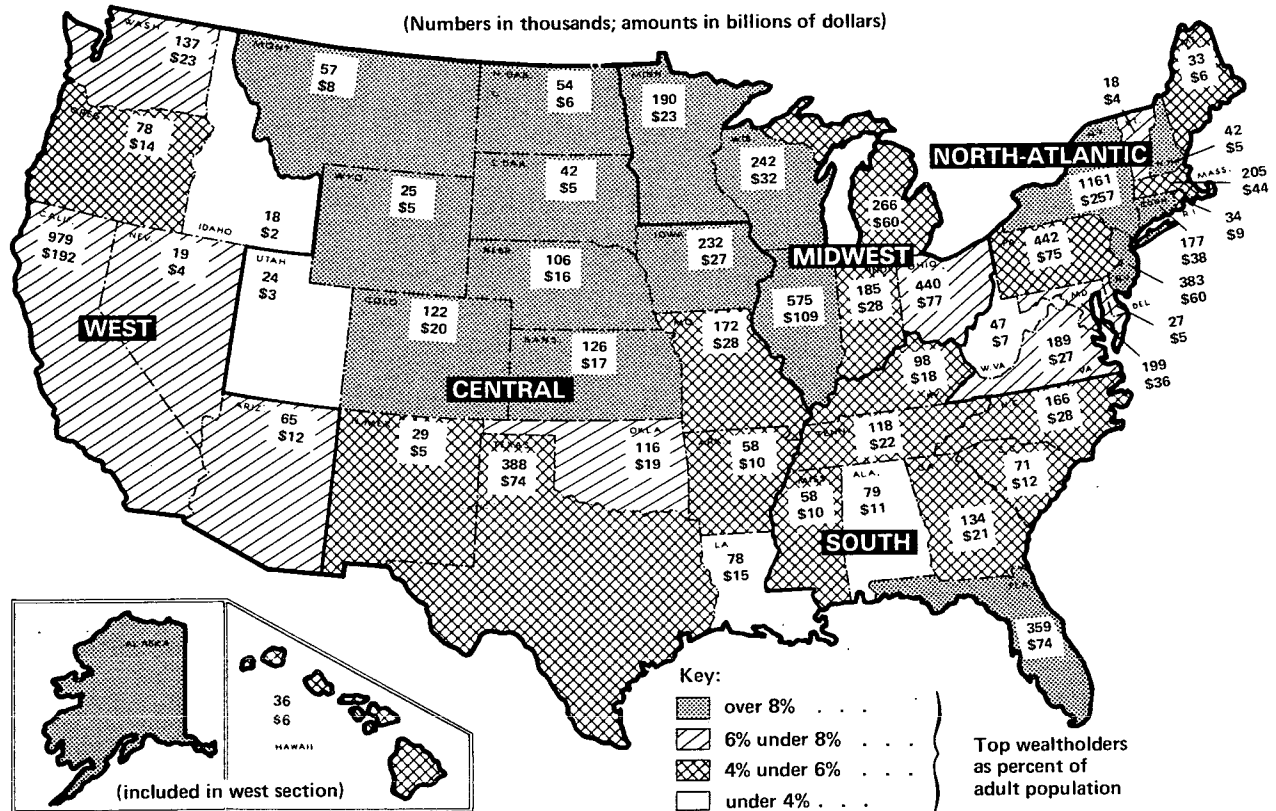 (Numbers in thousands; amounts in billions of dollars)
WASH
137
$23
MONT
57
$8
N DAK
54
$6
MINN
190
$23
33
$6
18
$4
78
$14
WIS
242
$32
NORTH-ATLANTIC
42
$5
S DAK
42
$5
N.Y.
1161
$257
MASS.
205
$44
WYO
25
$5
266
$60
CONN
R I
34
$9
IDAHO
18
$2
CALIF
979
$192
NEV.
19
$4
UTAH
24
$3
NEBR
106
$16
IOWA
232
$27
MIDWEST
442
$75
177
$38
OHIO
440
$77
185
$28
575
$109
383
$60
N.J.
MD
DEL
27
$5
WEST
COLO
122
$20
KANS
126
$17
MO
172
$28
47
$7
W.VA
189
$27
VA
199
$36
CENTRAL
98
$18
KY
ARIZ
65
$12
N.MEX
29
$5
TEXAS
388
$74
OKLA
116
$19
ARK
58
$10
TENN
118
$22
166
$28
MISS
58
$10
ALA.
79
$11
71
$12
134
$21
SOUTH
LA
78
$15
359
$74
ALASKA
(included in west section)
36
$6
HAWAII
Key:
over 8% . . .
6% under 8% . . . .
4% under 6% . . . .
under 4% . . .
Top wealtholders
as percent of
adult population